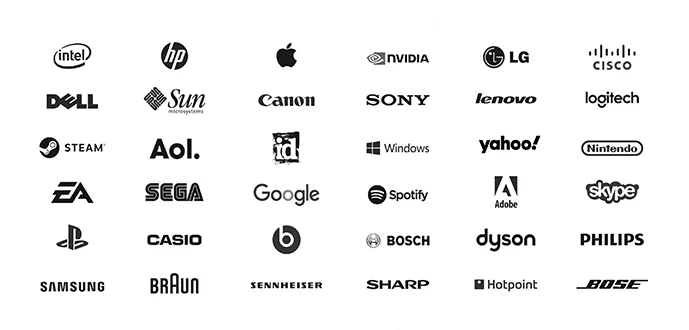 intel hp NVIDIA LG CISCO
DELL Sun Canon SONY lenovo logitech
microsystems
STEAM Aol. id Windows yahoo! Nintendo
EA SEGA Google Spotify Adobe skype
CASIO b BOSCH dyson PHILIPS
SAMSUNG BRAUN SENNHEISER SHARP Hotpoint BOSE